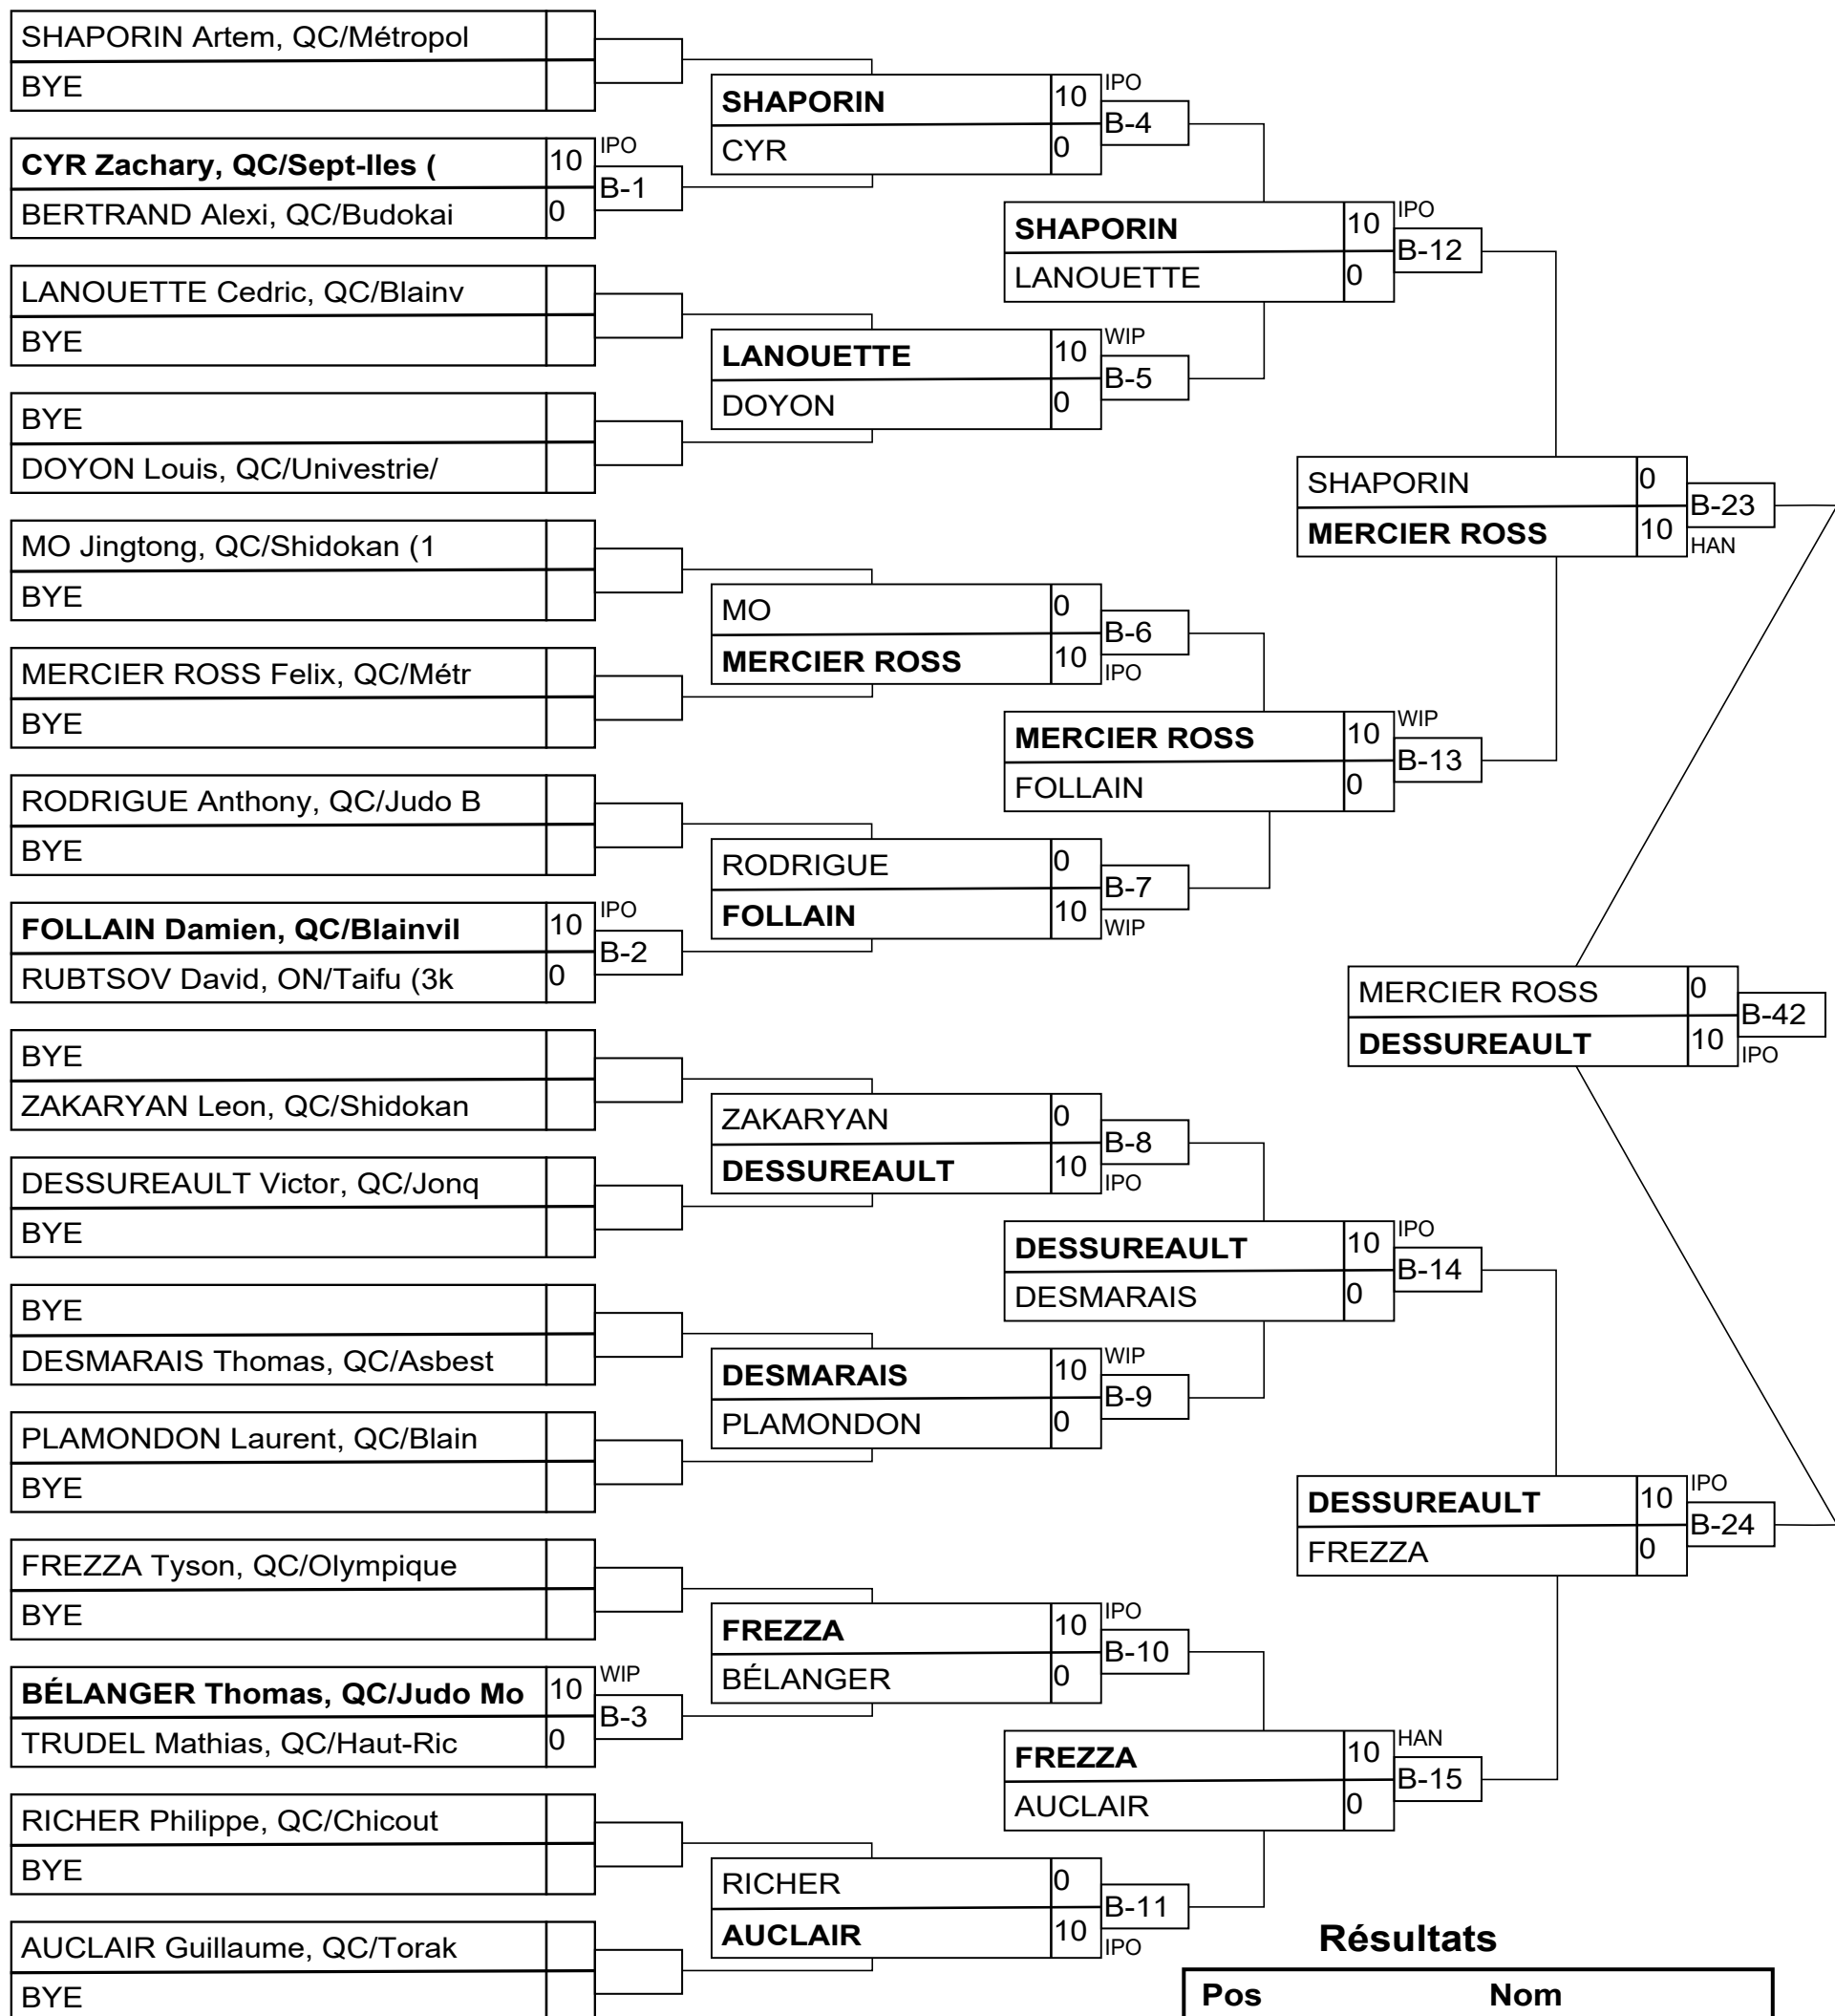 SHAPORIN Artem, QC/Métropol
BYE
CYR Zachary, QC/Sept-Iles (
10
IPO
B-1
BERTRAND Alexi, QC/Budokai
0
LANOUETTE Cedric, QC/Blainv
BYE
BYE
DOYON Louis, QC/Univestrie/
MO Jingtong, QC/Shidokan (1
BYE
MERCIER ROSS Felix, QC/Métr
BYE
RODRIGUE Anthony, QC/Judo B
BYE
FOLLAIN Damien, QC/Blainvil
10
IPO
B-2
RUBTSOV David, ON/Taifu (3k
0
BYE
ZAKARYAN Leon, QC/Shidokan
DESSUREAULT Victor, QC/Jonq
BYE
BYE
DESMARAIS Thomas, QC/Asbest
PLAMONDON Laurent, QC/Blain
BYE
FREZZA Tyson, QC/Olympique
BYE
BÉLANGER Thomas, QC/Judo Mo
10
WIP
B-3
TRUDEL Mathias, QC/Haut-Ric
0
RICHER Philippe, QC/Chicout
BYE
AUCLAIR Guillaume, QC/Torak
BYE
SHAPORIN
10
IPO
B-4
CYR
0
LANOUETTE
10
WIP
B-5
DOYON
0
MO
0
B-6
MERCIER ROSS
10
IPO
RODRIGUE
0
B-7
FOLLAIN
10
WIP
ZAKARYAN
0
B-8
DESSUREAULT
10
IPO
DESMARAIS
10
WIP
B-9
PLAMONDON
0
FREZZA
10
IPO
B-10
BÉLANGER
0
RICHER
0
B-11
AUCLAIR
10
IPO
SHAPORIN
10
IPO
B-12
LANOUETTE
0
MERCIER ROSS
10
WIP
B-13
FOLLAIN
0
DESSUREAULT
10
IPO
B-14
DESMARAIS
0
FREZZA
10
HAN
B-15
AUCLAIR
0
SHAPORIN
0
B-23
MERCIER ROSS
10
HAN
DESSUREAULT
10
IPO
B-24
FREZZA
0
MERCIER ROSS
0
B-42
DESSUREAULT
10
IPO
Résultats
Pos Nom